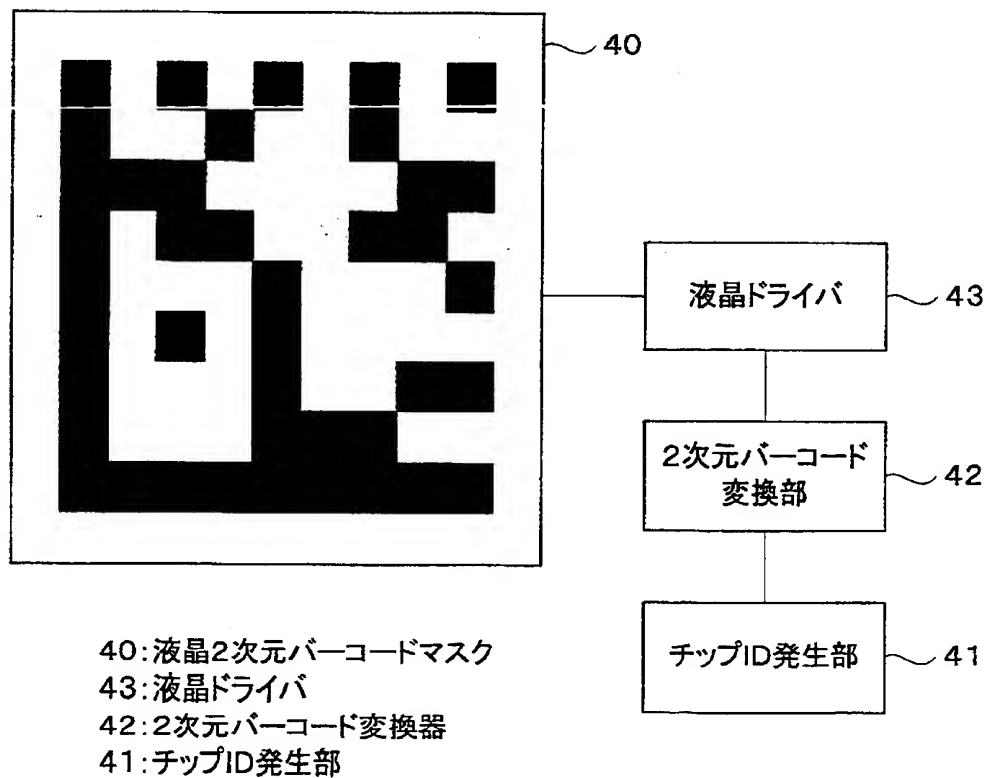 40
液晶ドライバ
43
2次元バーコード
変換部
42
チップID発生部
41
40:液晶2次元バーコードマスク
43:液晶ドライバ
42:2次元バーコード変換器
41:チップID発生部